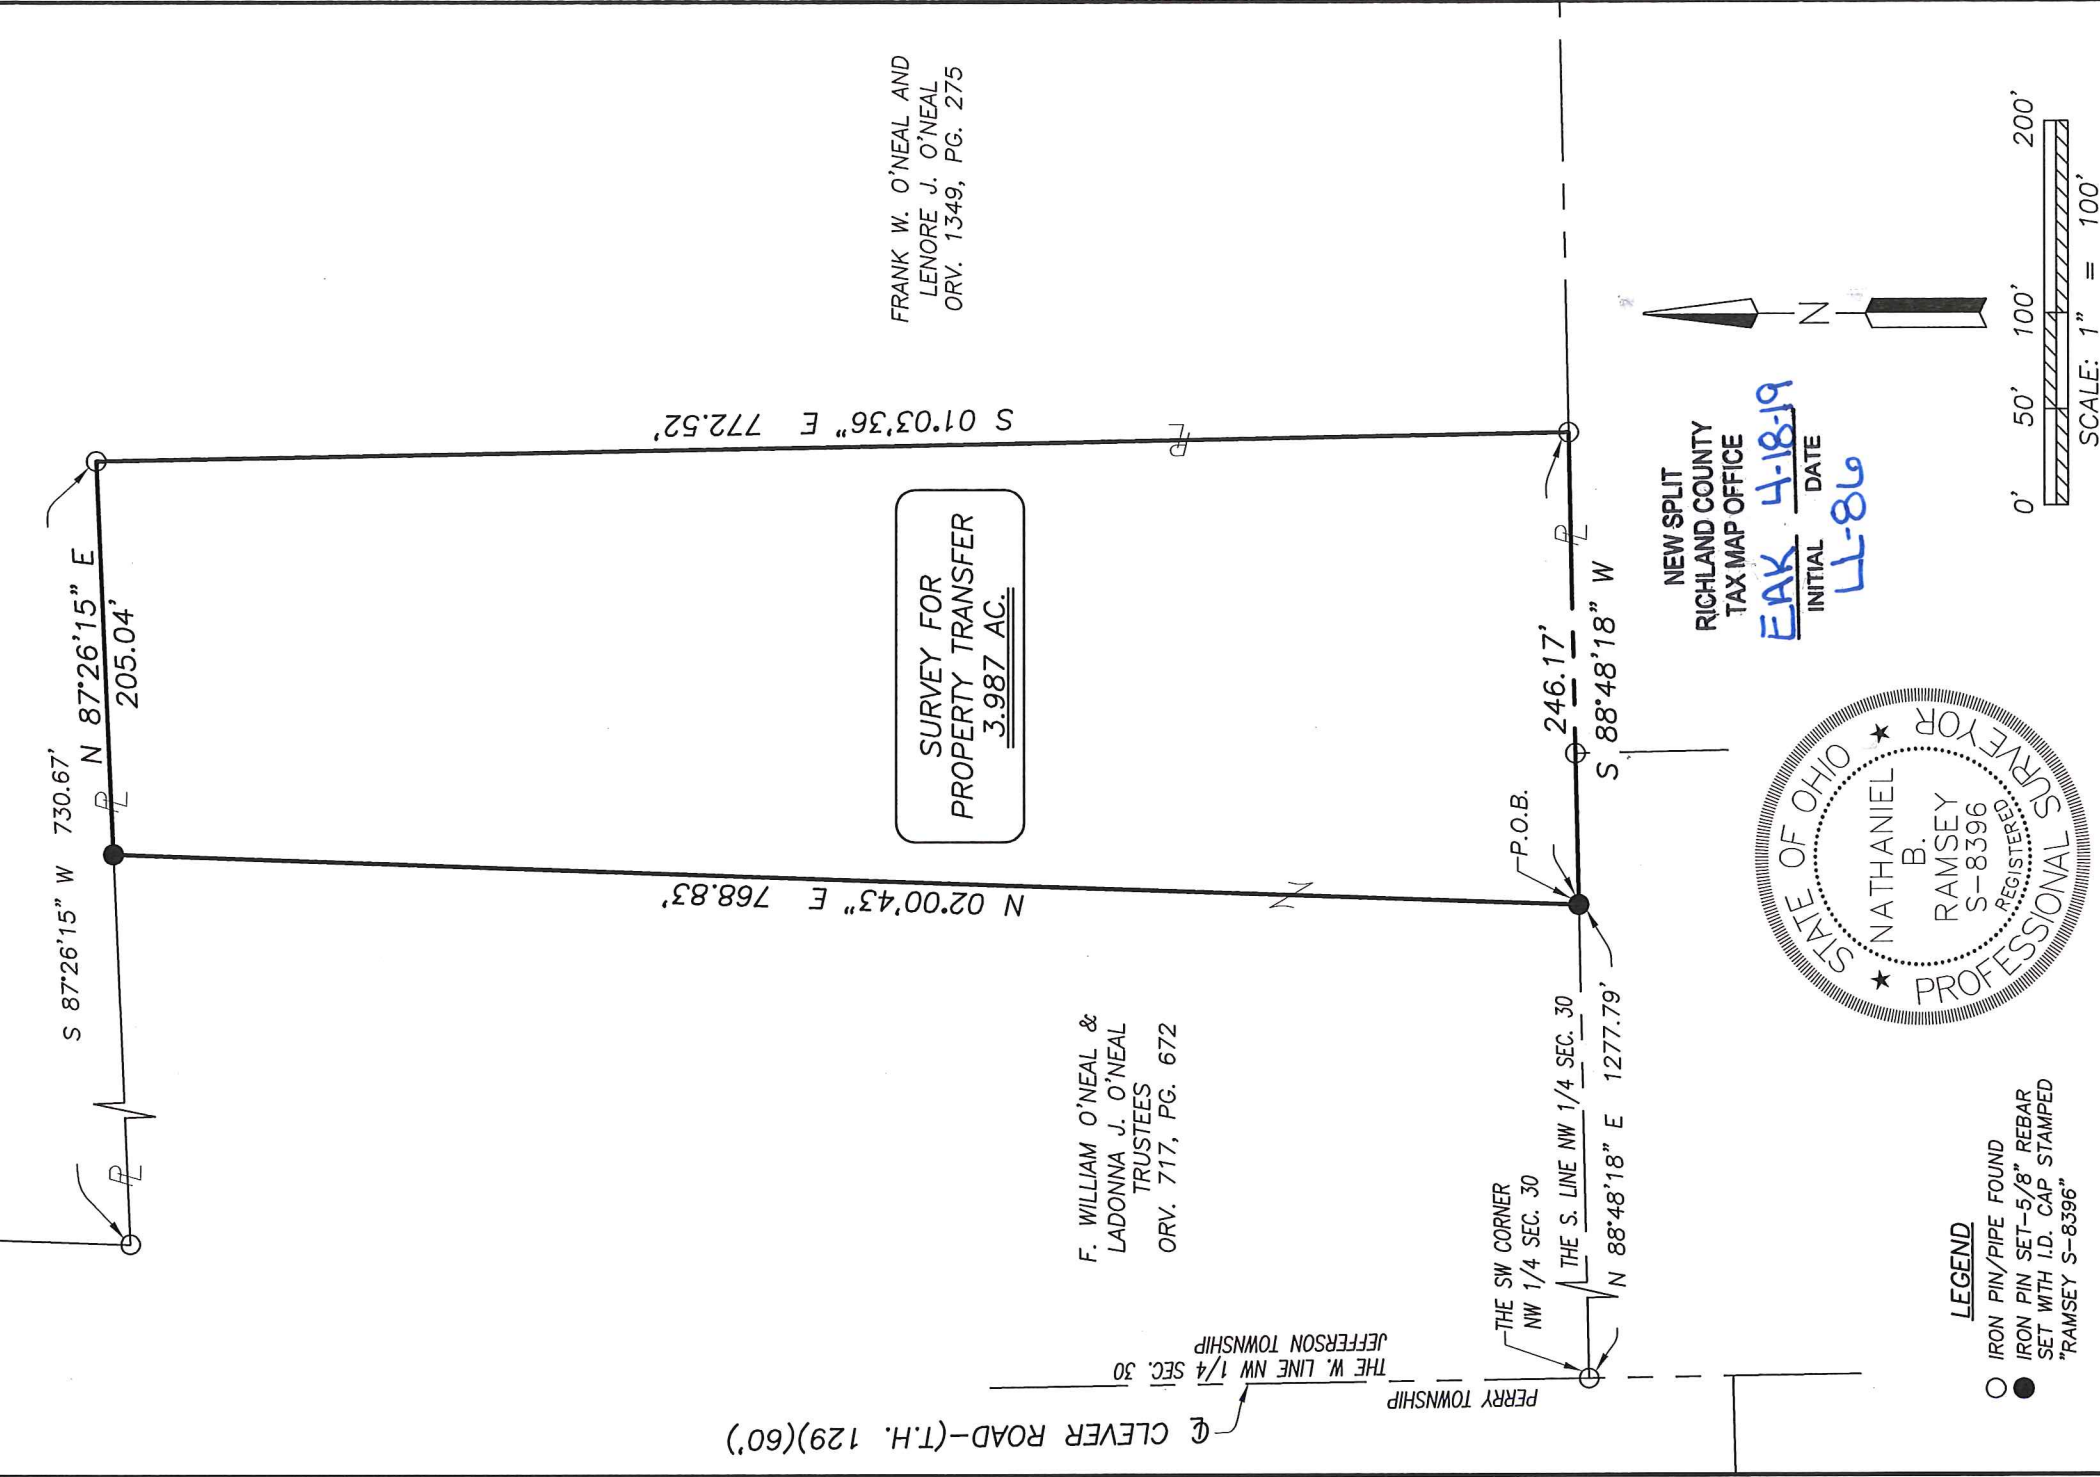 S 87°26'15" W 730.67'
N 87°26'15" E
205.04'
FRANK W. O'NEAL AND
LENORE J. O'NEAL
ORV. 1349, PG. 275
S 01°03'36" E 772.52'
PL
PL
PL
PL
SURVEY FOR
PROPERTY TRANSFER
3.987 AC.
N 02°00'43" E 768.83'
N
F. WILLIAM O'NEAL &
LADONNA J. O'NEAL
TRUSTEES
ORV. 717, PG. 672
℄ CLEVER ROAD-(T.H. 129)(60')
THE W. LINE NW 1/4 SEC. 30
JEFFERSON TOWNSHIP
PERRY TOWNSHIP
THE SW CORNER
NW 1/4 SEC. 30
THE S. LINE NW 1/4 SEC. 30
N 88°48'18" E 1277.79'
P.O.B.
246.17'
S 88°48'18" W
NEW SPLIT
RICHLAND COUNTY
TAX MAP OFFICE
EAK 4-18-19
INITIAL DATE
LL-86
N
0' 50' 100' 200'
SCALE: 1" = 100'
STATE OF OHIO
NATHANIEL
B.
RAMSEY
S-8396
REGISTERED
PROFESSIONAL SURVEYOR
LEGEND
IRON PIN/PIPE FOUND
IRON PIN SET-5/8" REBAR
SET WITH I.D. CAP STAMPED
"RAMSEY S-8396"